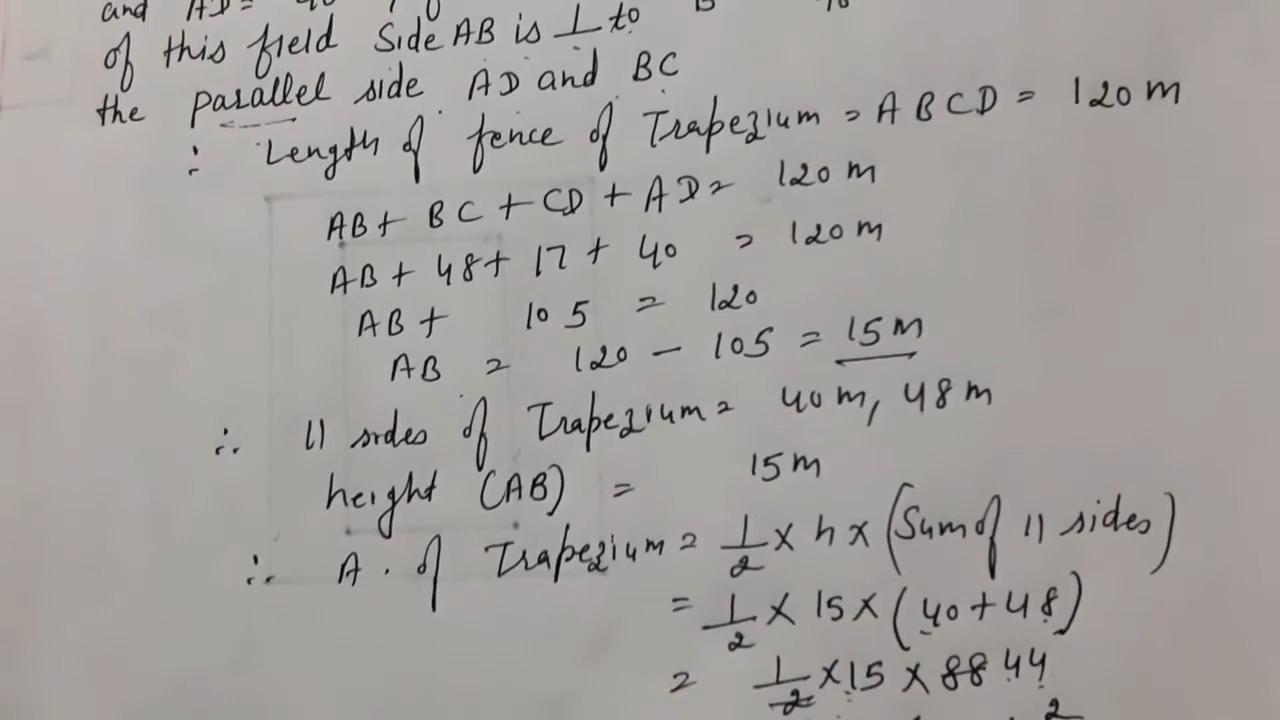 and AD =
of this field Side AB is ⊥ to
the parallel side AD and BC
∴ Length of fence of Trapezium = ABCD = 120 m
AB + BC + CD + AD = 120 m
AB + 48 + 17 + 40 = 120 m
AB + 105 = 120
AB = 120 - 105 = 15 m
∴ || sides of Trapezium = 40 m, 48 m
height (AB) = 15 m
∴ A. of Trapezium = 1/2 × h × (Sum of || sides)
= 1/2 × 15 × (40 + 48)
= 1/2 × 15 × 88 44
2